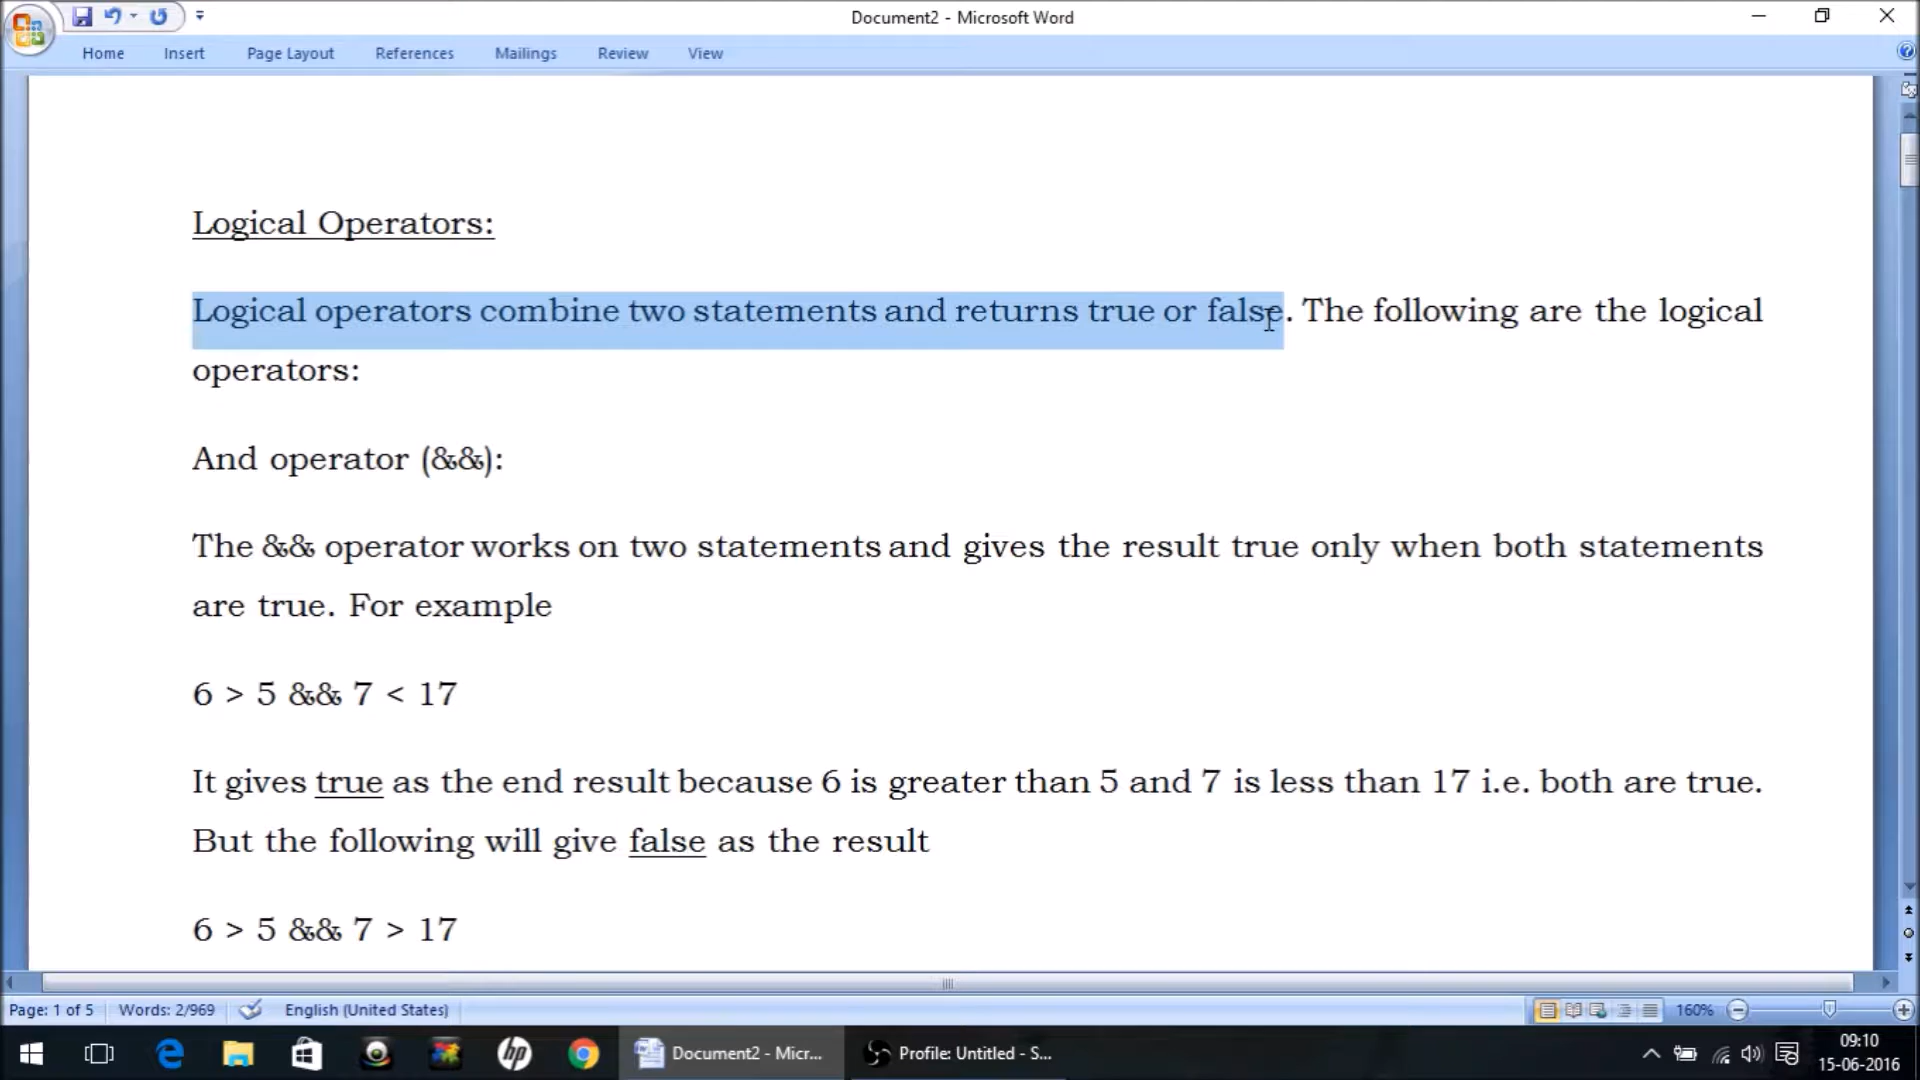 Document2 - Microsoft Word
Home Insert Page Layout References Mailings Review View
Logical Operators:
Logical operators combine two statements and returns true or false. The following are the logical
operators:
And operator (&&):
The && operator works on two statements and gives the result true only when both statements
are true. For example
6 > 5 && 7 < 17
It gives true as the end result because 6 is greater than 5 and 7 is less than 17 i.e. both are true.
But the following will give false as the result
6 > 5 && 7 > 17
Page: 1 of 5 Words: 2/969 English (United States) 160%
Document2 - Micr... Profile: Untitled - S... 09:10
15-06-2016